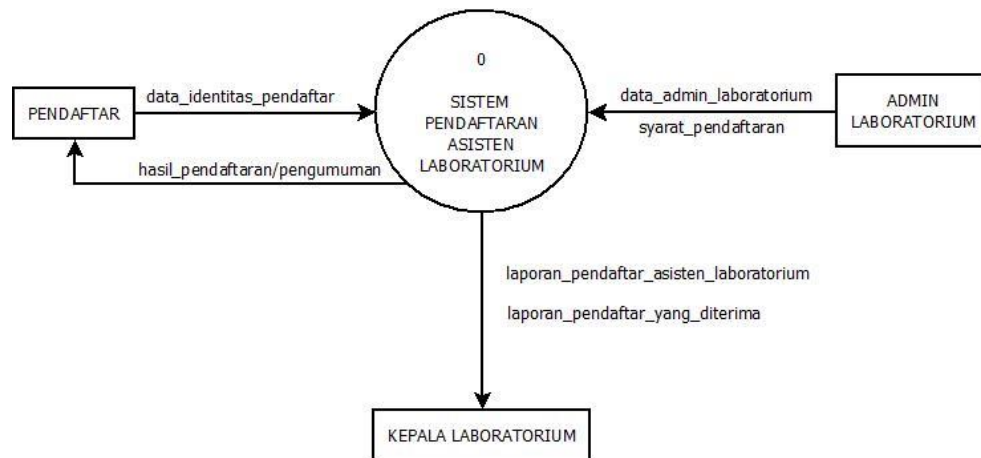 0
SISTEM
PENDAFTARAN
ASISTEN
LABORATORIUM
PENDAFTAR
data_identitas_pendaftar
hasil_pendaftaran/pengumuman
data_admin_laboratorium
syarat_pendaftaran
ADMIN
LABORATORIUM
laporan_pendaftar_asisten_laboratorium
laporan_pendaftar_yang_diterima
KEPALA LABORATORIUM